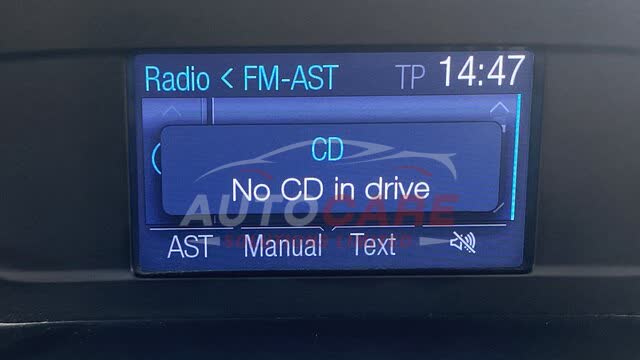 Radio < FM-AST TP 14:47
CD
No CD in drive
AUTOCARE
AST Manual Text